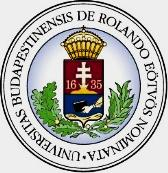 UNIVERSITAS BUDAPESTINENSIS DE ROLANDO EÖTVÖS NOMINATA
16 35